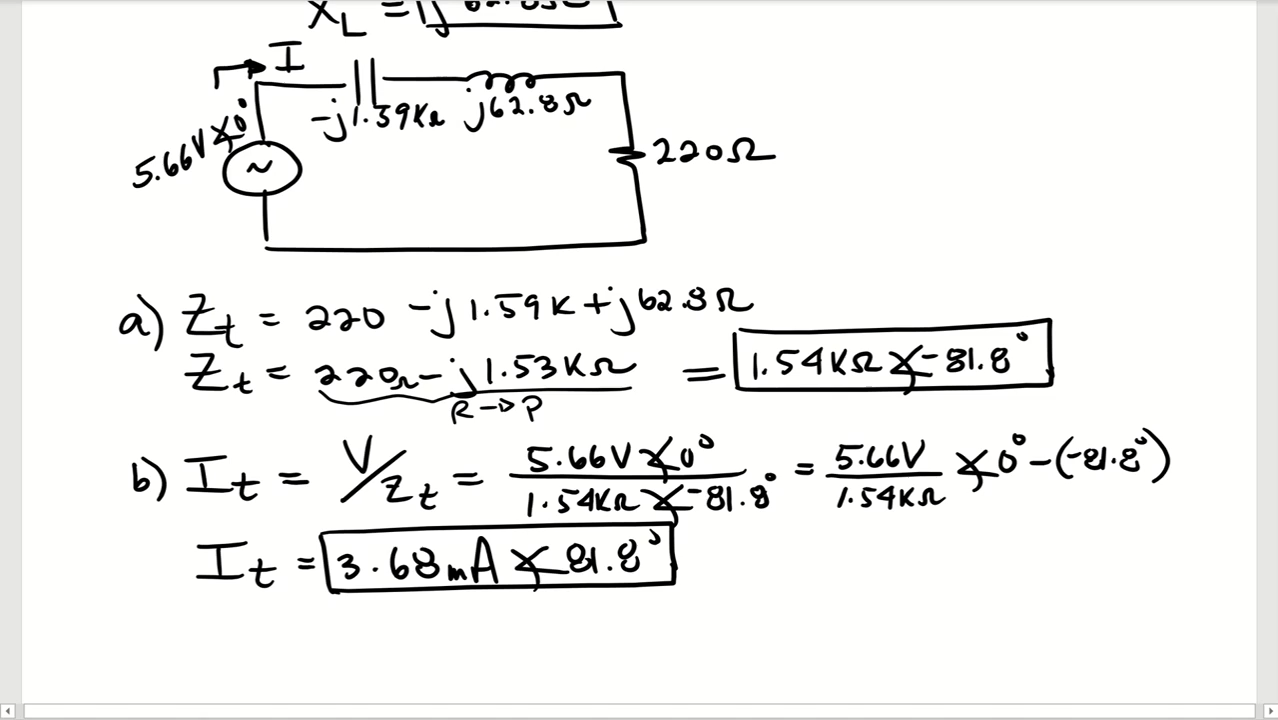 I
5.66V∡0°
-j1.59KΩ
j62.8Ω
220Ω
a) Zt = 220 -j1.59K+j62.8Ω
Zt = 220Ω-j1.53KΩ = 1.54KΩ∡-81.8°
R→P
b) It = V/Zt = 5.66V∡0° / 1.54KΩ∡-81.8° = 5.66V / 1.54KΩ ∡0°-(-81.8°)
It = 3.68mA∡81.8°